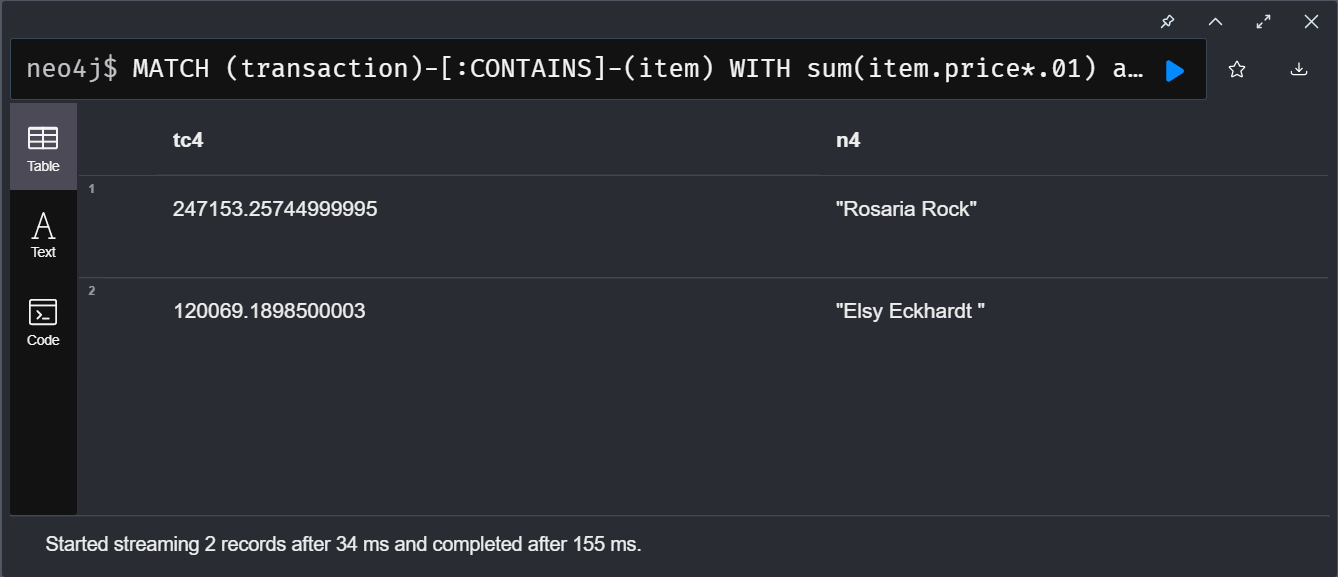 neo4j$ MATCH (transaction)-[:CONTAINS]-(item) WITH sum(item.price*.01) a…
Table
Text
Code
tc4 n4
1
247153.25744999995 "Rosaria Rock"
2
120069.1898500003 "Elsy Eckhardt "
Started streaming 2 records after 34 ms and completed after 155 ms.